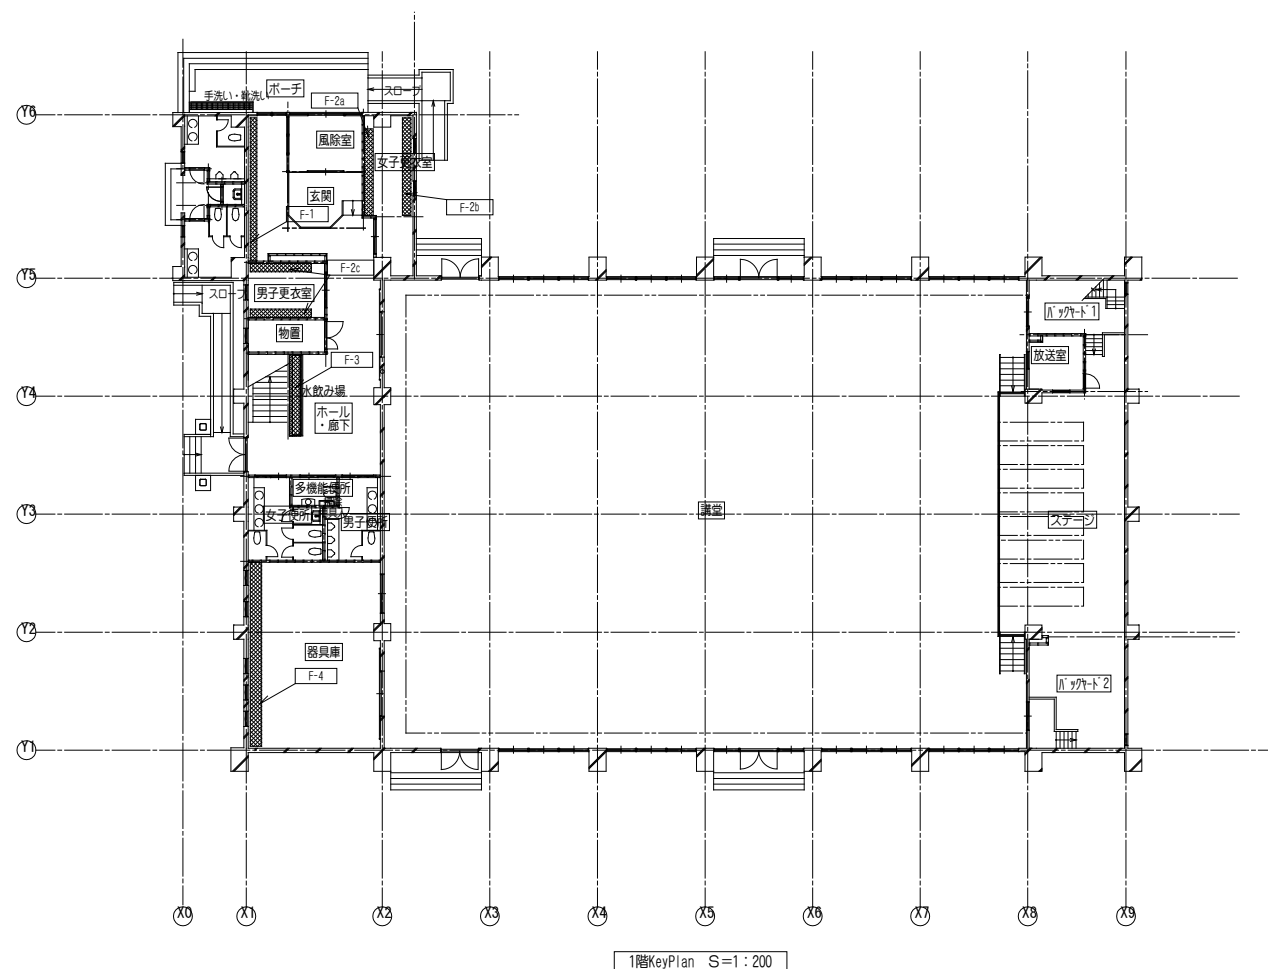 ポーチ
スロープ
手洗い・靴洗い
F-2a
Y6
風除室
女子更衣室
玄関
F-2b
F-1
F-2c
Y5
スロープ
男子更衣室
バックヤード1
物置
放送室
F-3
水飲み場
Y4
ホール
・廊下
多機能便所
女子便所
男子便所
Y3
講堂
ステージ
Y2
器具庫
F-4
バックヤード2
Y1
X0
X1
X2
X3
X4
X5
X6
X7
X8
X9
1階KeyPlan S=1:200